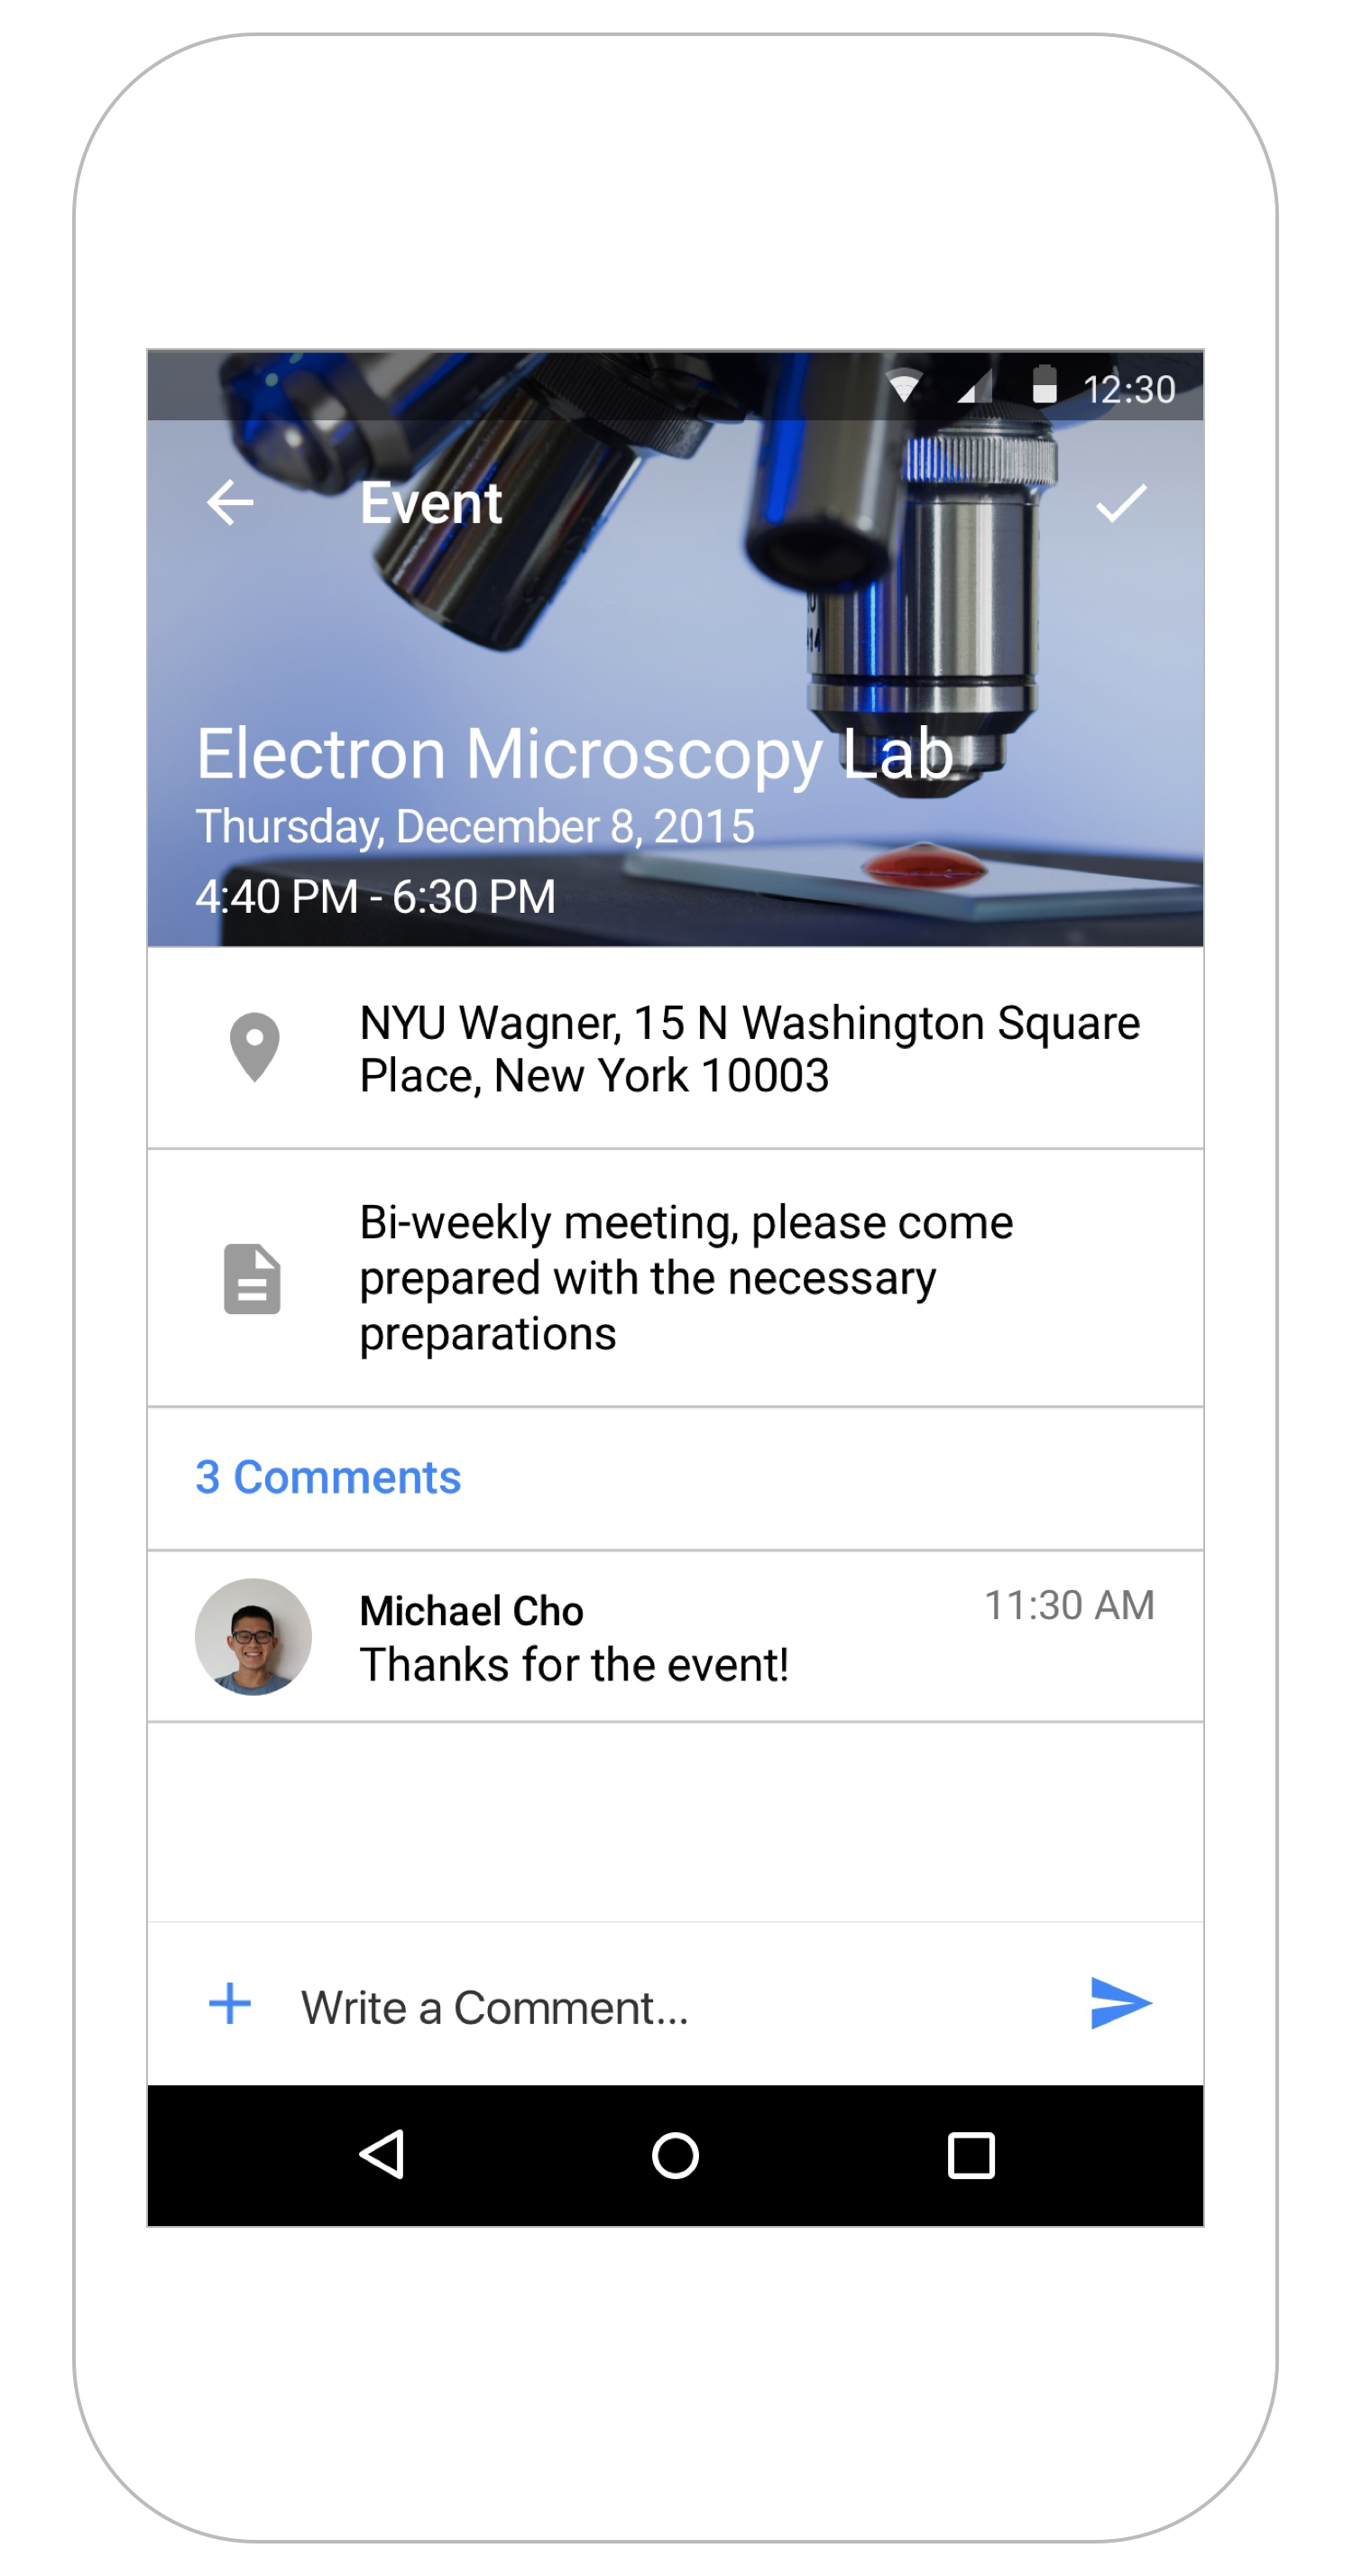 12:30
Event
Electron Microscopy Lab
Thursday, December 8, 2015
4:40 PM - 6:30 PM
NYU Wagner, 15 N Washington Square
Place, New York 10003
Bi-weekly meeting, please come
prepared with the necessary
preparations
3 Comments
Michael Cho
11:30 AM
Thanks for the event!
Write a Comment...